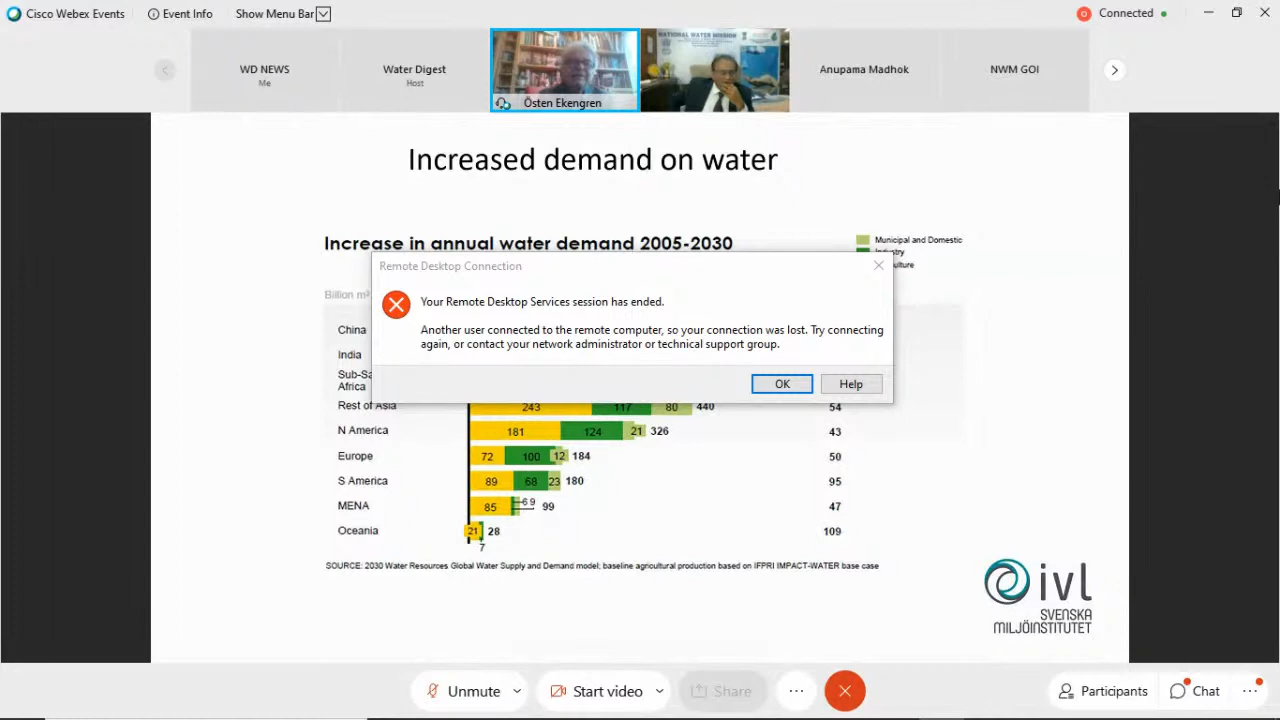 Cisco Webex Events
Event Info
Show Menu Bar
Connected
WD NEWS
Me
Water Digest
Host
Östen Ekengren
NATIONAL WATER MISSION
Anupama Madhok
NWM GOI
Increased demand on water
Increase in annual water demand 2005-2030
Municipal and Domestic
Billion m³
Remote Desktop Connection
Your Remote Desktop Services session has ended.
Another user connected to the remote computer, so your connection was lost. Try connecting
again, or contact your network administrator or technical support group.
OK Help
China
India
Africa
Rest of Asia 243 117 80 440 54
N America 181 124 21 326 43
Europe 72 100 12 184 50
S America 89 68 23 180 95
MENA 85 6 9 99 47
Oceania 21 28 109
7
SOURCE: 2030 Water Resources Global Water Supply and Demand model; baseline agricultural production based on IFPRI IMPACT-WATER base case
ivl
SVENSKA
MILJÖINSTITUTET
Unmute
Start video
Share
Participants
Chat